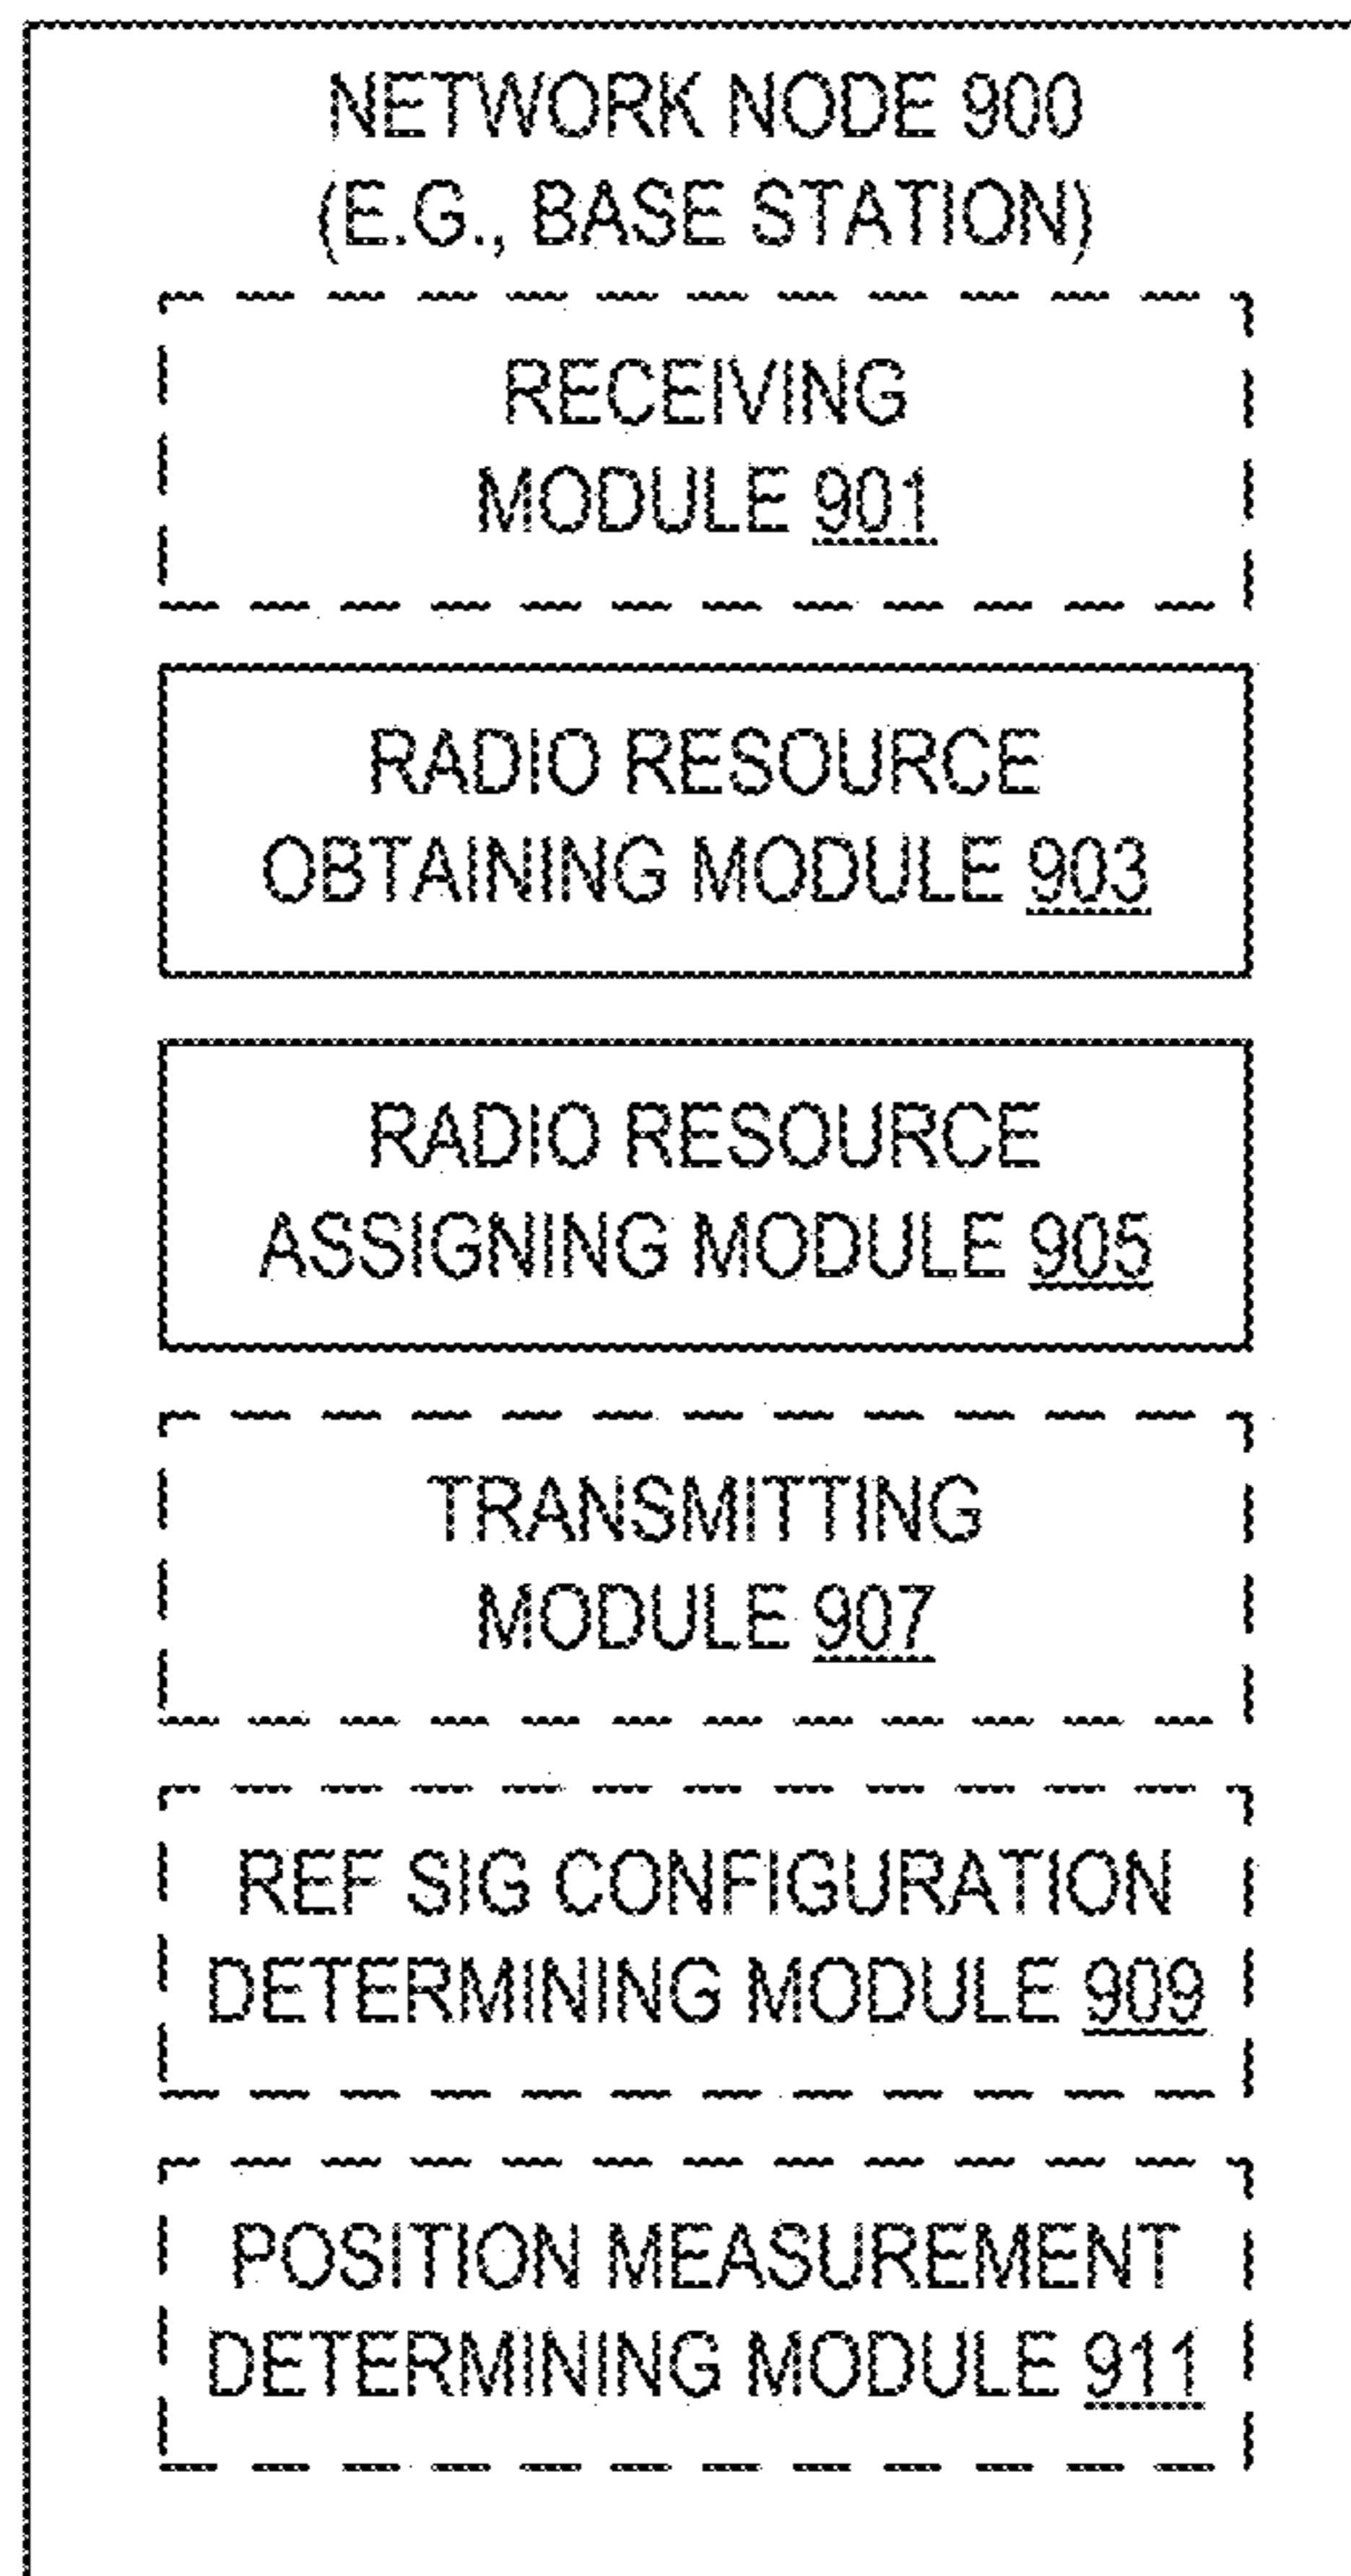 NETWORK NODE 900
(E.G., BASE STATION)
RECEIVING
MODULE 901
RADIO RESOURCE
OBTAINING MODULE 903
RADIO RESOURCE
ASSIGNING MODULE 905
TRANSMITTING
MODULE 907
REF SIG CONFIGURATION
DETERMINING MODULE 909
POSITION MEASUREMENT
DETERMINING MODULE 911